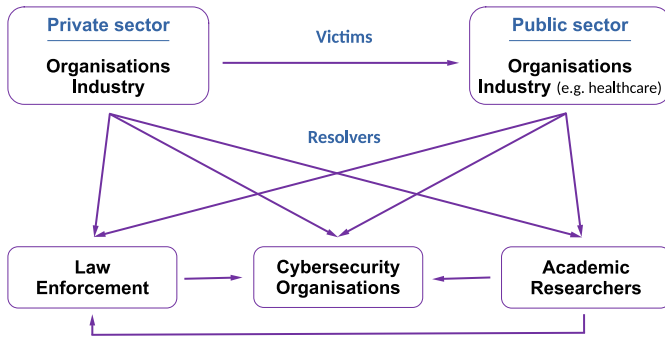 Private sector
Organisations
Industry
Victims
Public sector
Organisations
Industry (e.g. healthcare)
Resolvers
Law
Enforcement
Cybersecurity
Organisations
Academic
Researchers